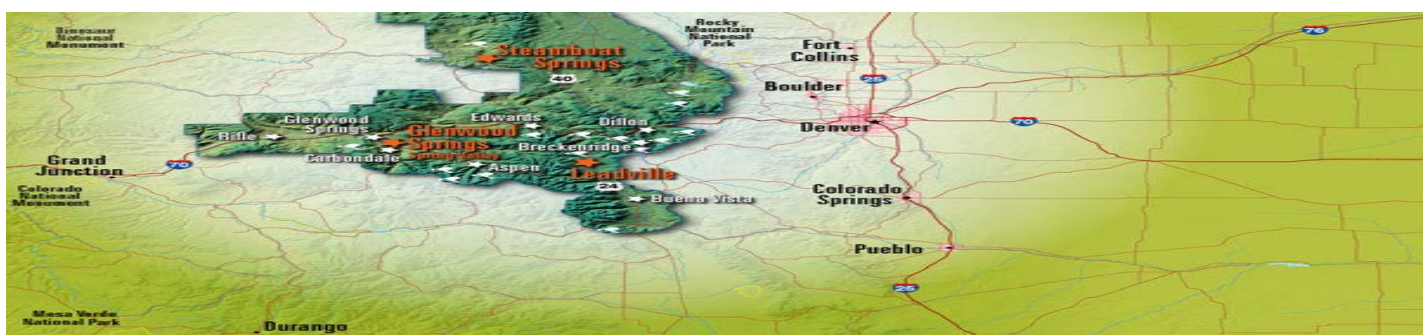 Dinosaur
National
Monument
Rocky
Mountain
National
Park
Fort
Collins
76
Steamboat
Springs
40
25
Boulder
Glenwood
Springs
Edwards
Dillon
Denver
70
Rifle
Glenwood
Springs
Spring Valley
Breckenridge
Carbondale
Aspen
Grand
Junction
70
Leadville
24
Colorado
National
Monument
Buena Vista
Colorado
Springs
Pueblo
25
Mesa Verde
National Park
Durango